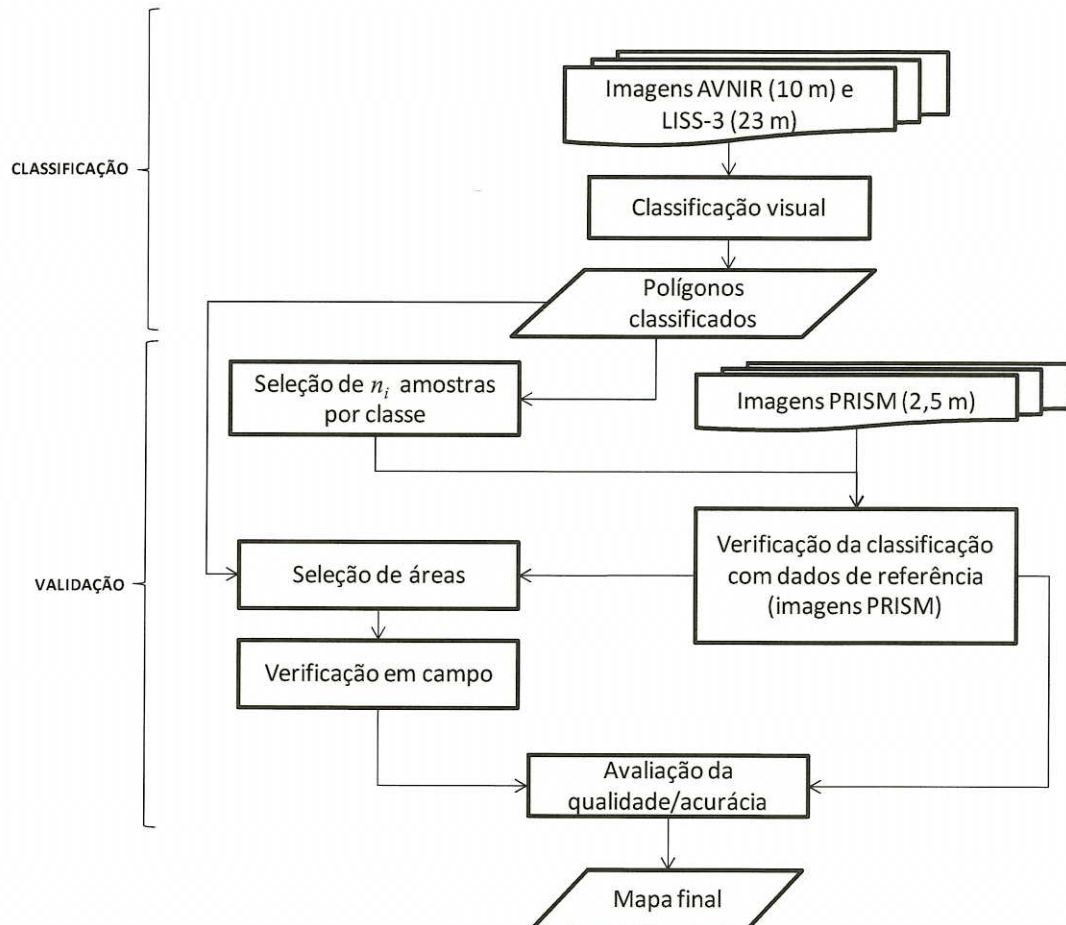 Imagens AVNIR (10 m) e
LISS-3 (23 m)
CLASSIFICAÇÃO
Classificação visual
Polígonos
classificados
Seleção de nᵢ amostras
por classe
Imagens PRISM (2,5 m)
Verificação da classificação
com dados de referência
(imagens PRISM)
Seleção de áreas
VALIDAÇÃO
Verificação em campo
Avaliação da
qualidade/acurácia
Mapa final